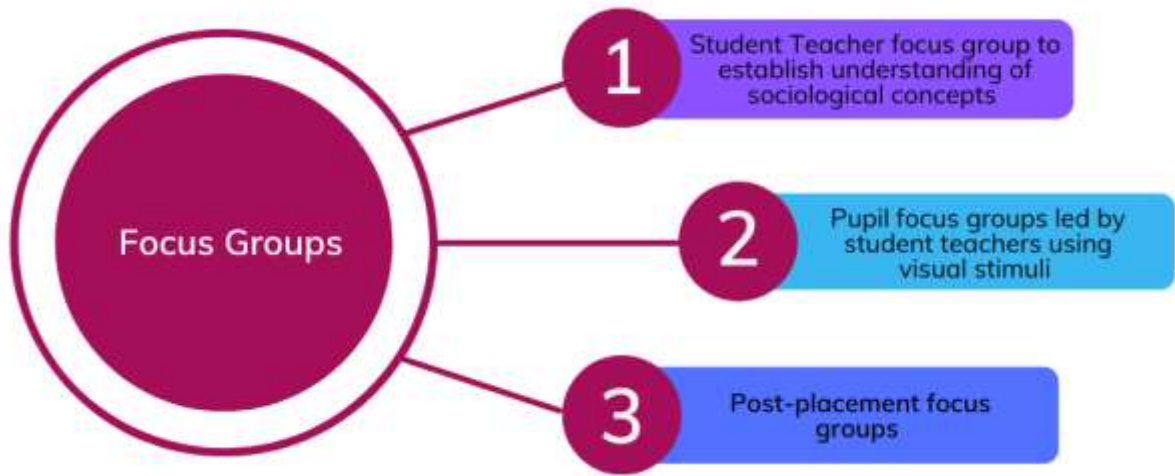 Focus Groups
1
Student Teacher focus group to
establish understanding of
sociological concepts
2
Pupil focus groups led by
student teachers using
visual stimuli
3
Post-placement focus
groups